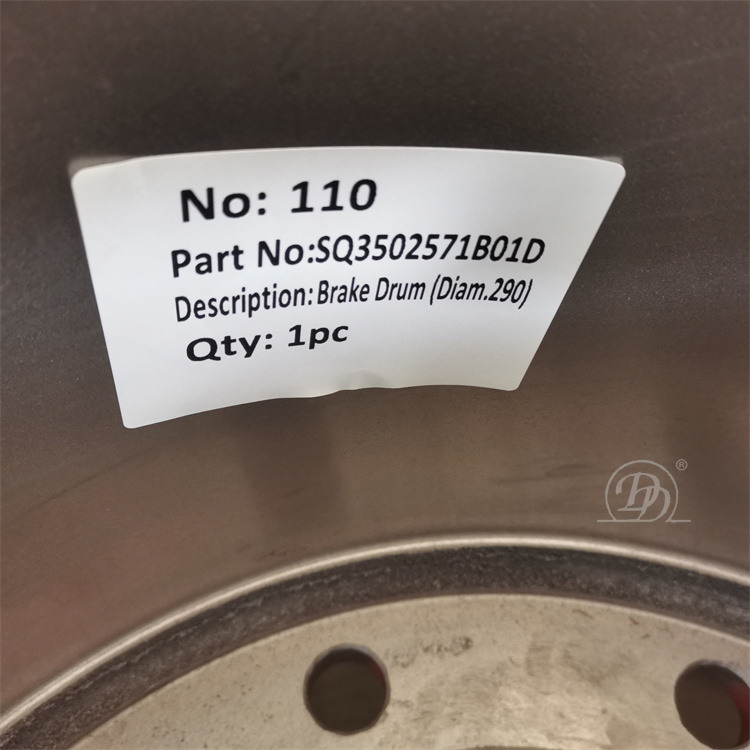 No: 110
Part No:SQ3502571B01D
Description: Brake Drum (Diam.290)
Qty: 1pc
®